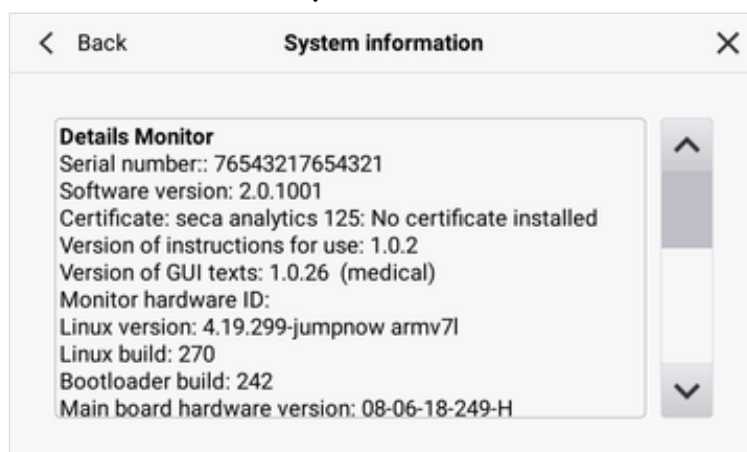 Back
System information
Details Monitor
Serial number:: 76543217654321
Software version: 2.0.1001
Certificate: seca analytics 125: No certificate installed
Version of instructions for use: 1.0.2
Version of GUI texts: 1.0.26  (medical)
Monitor hardware ID:
Linux version: 4.19.299-jumpnow armv7l
Linux build: 270
Bootloader build: 242
Main board hardware version: 08-06-18-249-H